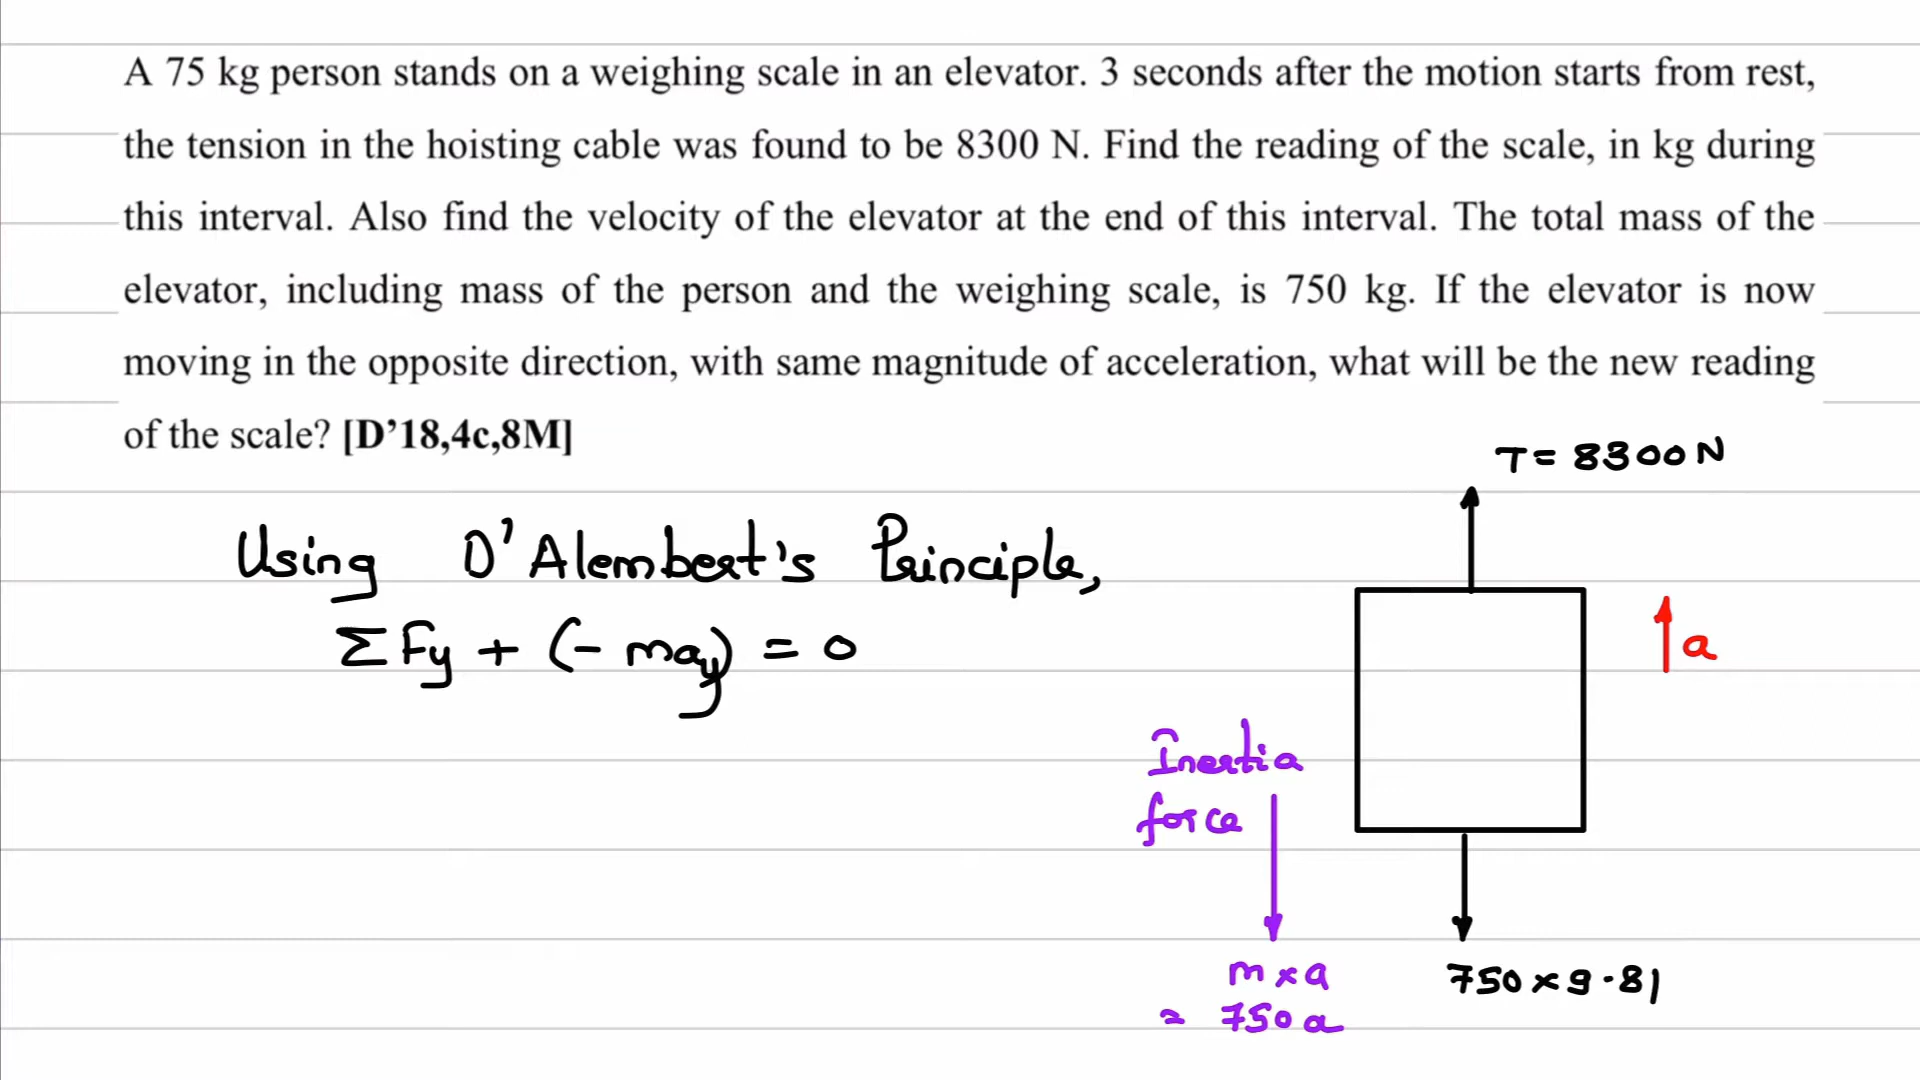 A 75 kg person stands on a weighing scale in an elevator. 3 seconds after the motion starts from rest,
the tension in the hoisting cable was found to be 8300 N. Find the reading of the scale, in kg during
this interval. Also find the velocity of the elevator at the end of this interval. The total mass of the
elevator, including mass of the person and the weighing scale, is 750 kg. If the elevator is now
moving in the opposite direction, with same magnitude of acceleration, what will be the new reading
of the scale? [D’18,4c,8M]
T = 8300 N
Using D'Alembert's Principle,
ΣFy + (- may) = 0
a
Inertia
force
m × a
= 750 a
750 × 9.81